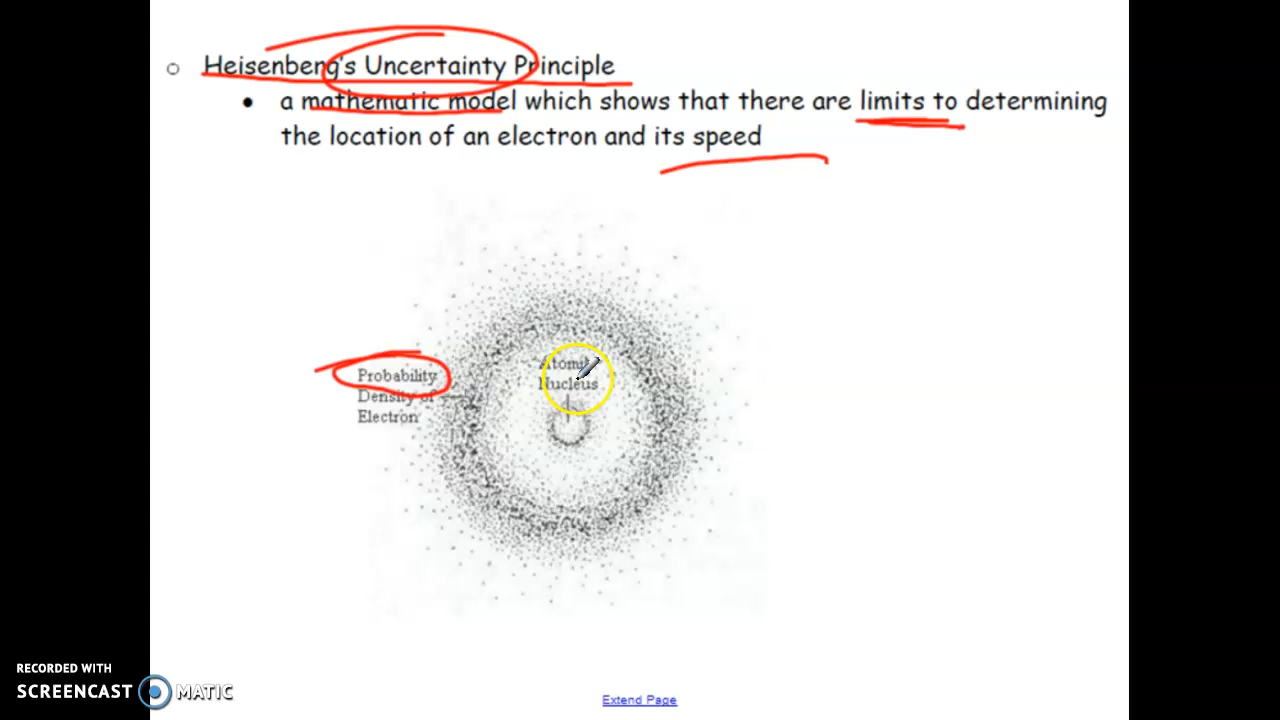 Heisenberg's Uncertainty Principle
a mathematic model which shows that there are limits to determining
the location of an electron and its speed
Atomic
Probability
Nucleus
Density of
Electron
RECORDED WITH
SCREENCAST MATIC
Extend Page